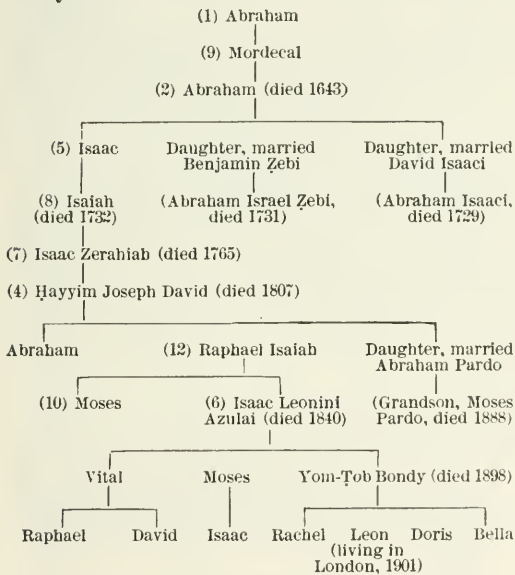 (1) Abraham
(9) Mordecal
(2) Abraham (died 1643)
(5) Isaac
Daughter, married
Benjamin Ẓebi
Daughter, married
David Isaaci
(8) Isaiah
(died 1732)
(Abraham Israel Ẓebi,
died 1731)
(Abraham Isaaci,
died 1729)
(7) Isaac Zerahiab (died 1765)
(4) Ḥayyim Joseph David (died 1807)
Abraham
(12) Raphael Isaiah
Daughter, married
Abraham Pardo
(10) Moses
(6) Isaac Leonini
Azulai (died 1840)
(Grandson, Moses
Pardo, died 1888)
Vital
Moses
Yom-Ṭob Bondy (died 1898)
Raphael
David
Isaac
Rachel
Leon
(living in
London, 1901)
Doris
Bella